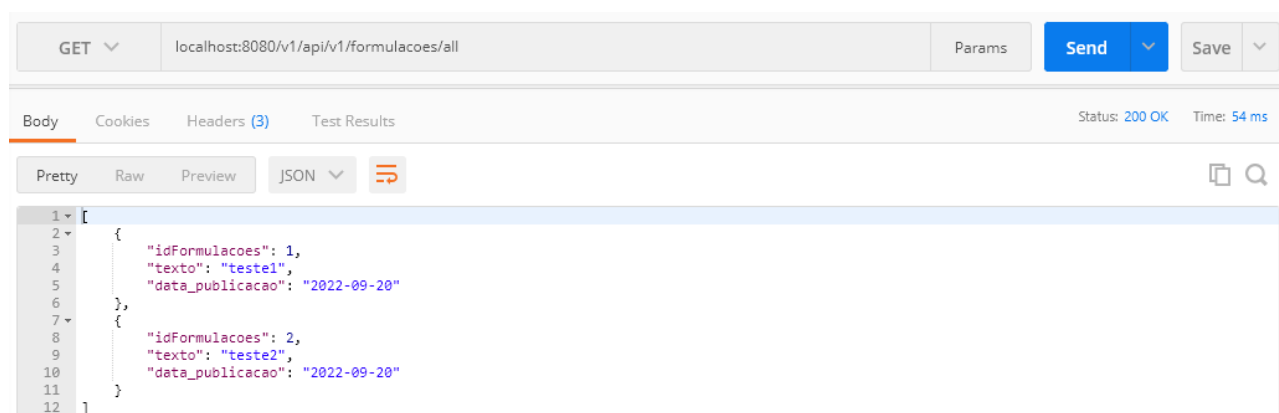 GET localhost:8080/v1/api/v1/formulacoes/all Params Send Save
Body Cookies Headers (3) Test Results Status: 200 OK Time: 54 ms
Pretty Raw Preview JSON
1 [
2 {
3 "idFormulacoes": 1,
4 "texto": "teste1",
5 "data_publicacao": "2022-09-20"
6 },
7 {
8 "idFormulacoes": 2,
9 "texto": "teste2",
10 "data_publicacao": "2022-09-20"
11 }
12 ]